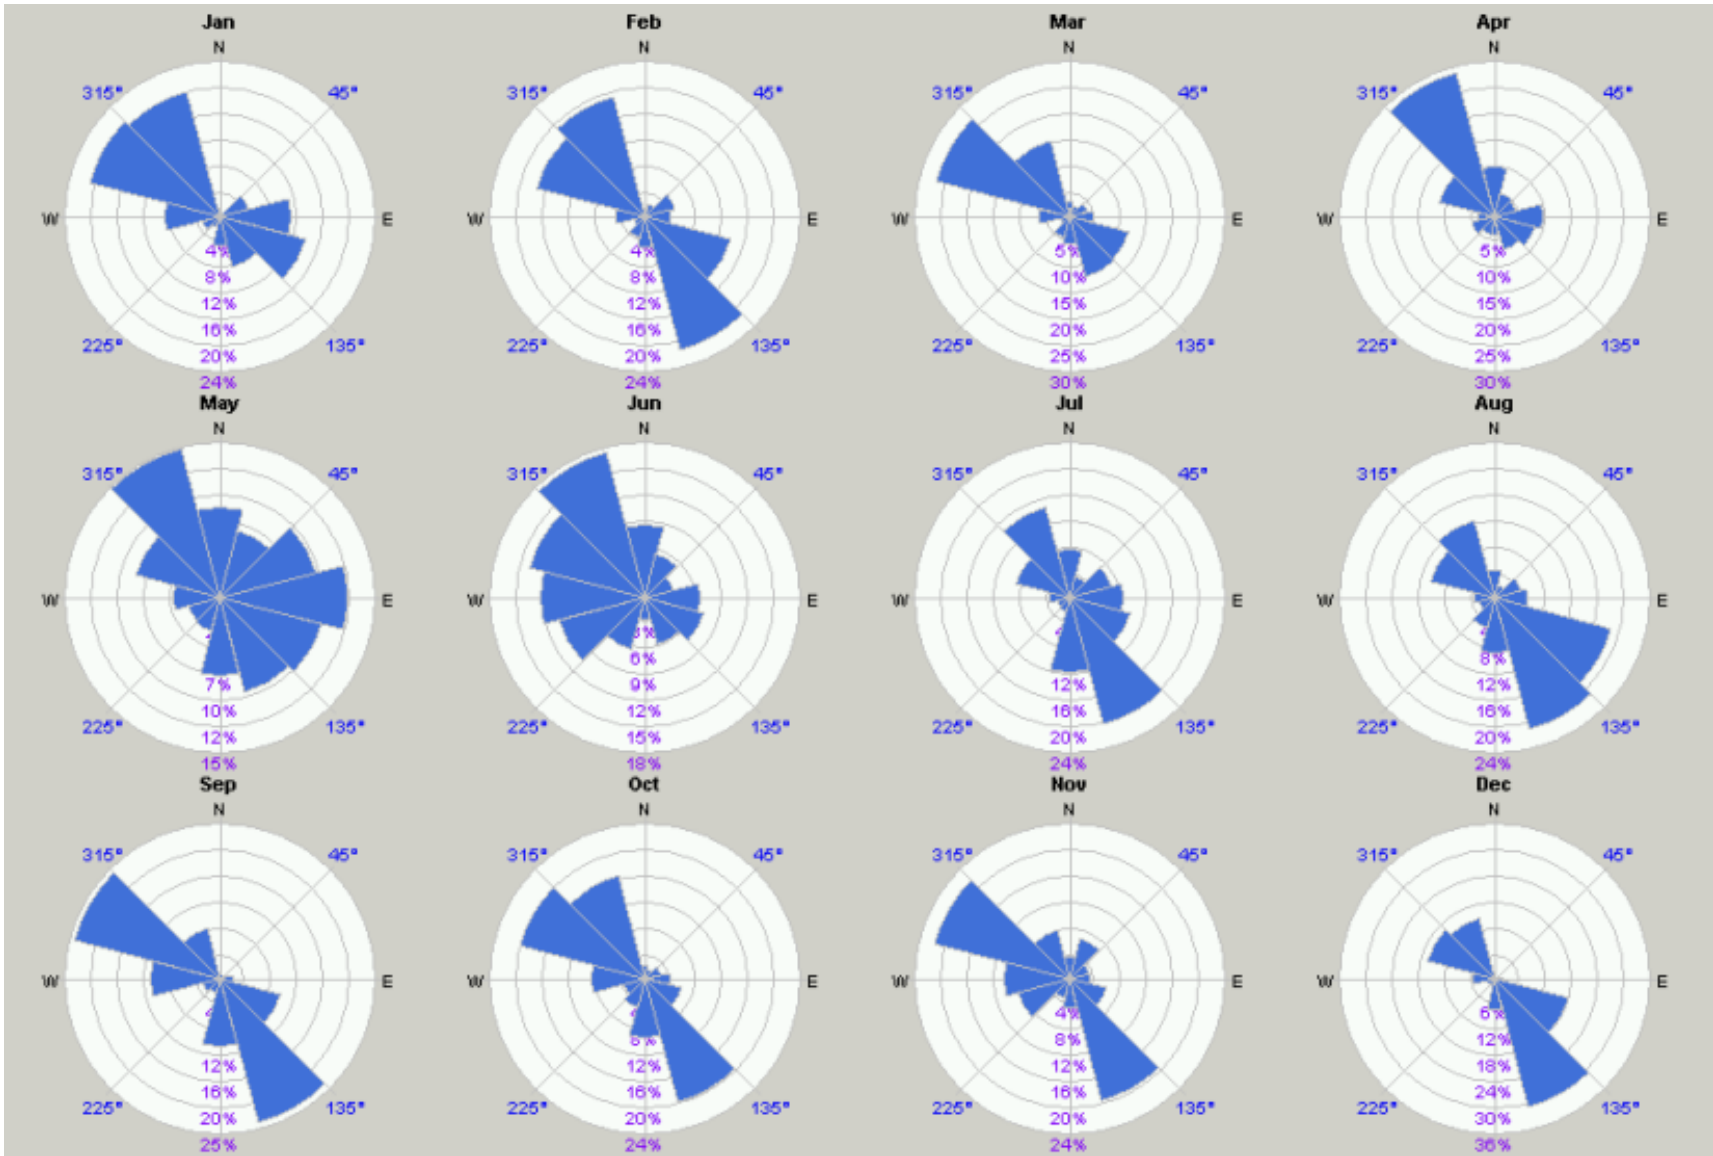 Jan Feb Mar Apr
N N N N
315° 45° 315° 45° 315° 45° 315° 45°
W E W E W E W E
4% 4% 5% 5%
8% 8% 10% 10%
12% 12% 15% 15%
16% 16% 20% 20%
225° 20% 135° 225° 20% 135° 225° 25% 135° 225° 25% 135°
24% 24% 30% 30%
May Jun Jul Aug
N N N N
315° 45° 315° 45° 315° 45° 315° 45°
W E W E W E W E
6% 8%
7% 9% 12% 12%
10% 12% 16% 16%
225° 12% 135° 225° 15% 135° 225° 20% 135° 225° 20% 135°
15% 18% 24% 24%
Sep Oct Nov Dec
N N N N
315° 45° 315° 45° 315° 45° 315° 45°
W E W E W E W E
4% 6%
8% 8% 12%
12% 12% 12% 18%
16% 16% 16% 24%
225° 20% 135° 225° 20% 135° 225° 20% 135° 225° 30% 135°
25% 24% 24% 36%